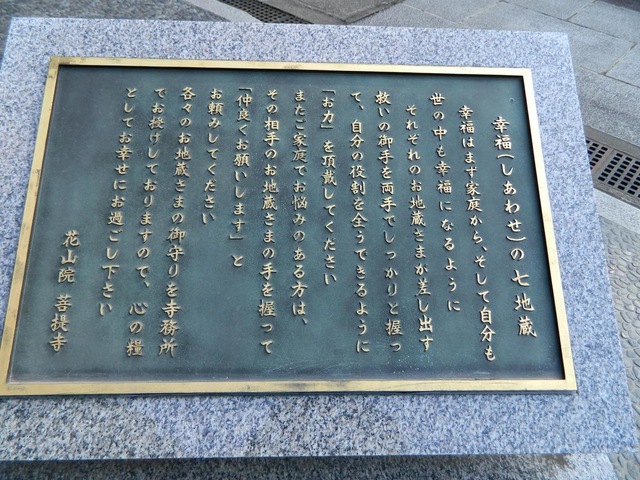 幸福（しあわせ）の七地蔵
幸福はまず家庭から、そして自分も
世の中も幸福になるように
それぞれのお地蔵さまが差し出す
救いの御手を両手でしっかりと握っ
て、自分の役割を全うできるように
「お力」を頂戴してください
またご家庭でお悩みのある方は、
その相手のお地蔵さまの手を握って
「仲良くお願いします」と
お頼みしてください
各々のお地蔵さまの御守りを寺務所
でお授けしておりますので、心の糧
としてお幸せにお過ごし下さい
花山院 菩提寺